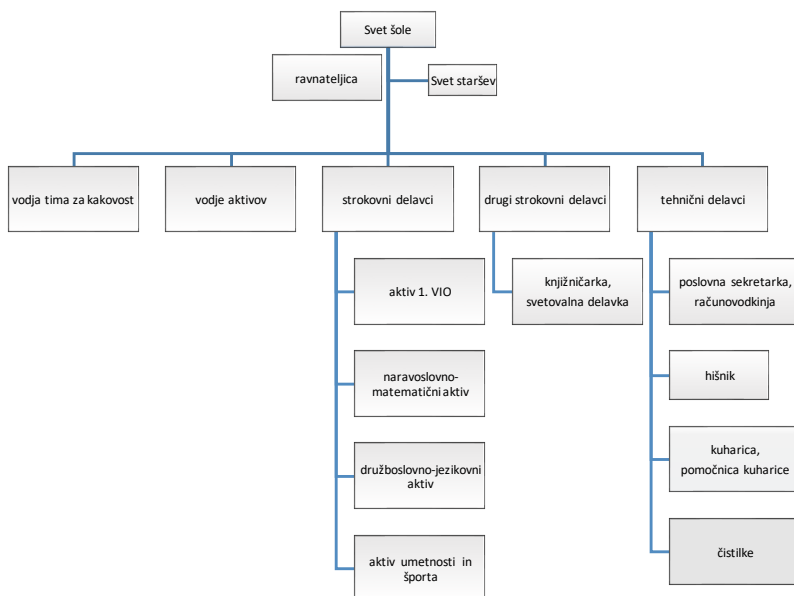 Svet šole
ravnateljica
Svet staršev
vodja tima za kakovost
vodje aktivov
strokovni delavci
drugi strokovni delavci
tehnični delavci
aktiv 1. VIO
naravoslovno-
matematični aktiv
družboslovno-jezikovni
aktiv
aktiv umetnosti in
športa
knjižničarka,
svetovalna delavka
poslovna sekretarka,
računovodkinja
hišnik
kuharica,
pomočnica kuharice
čistilke